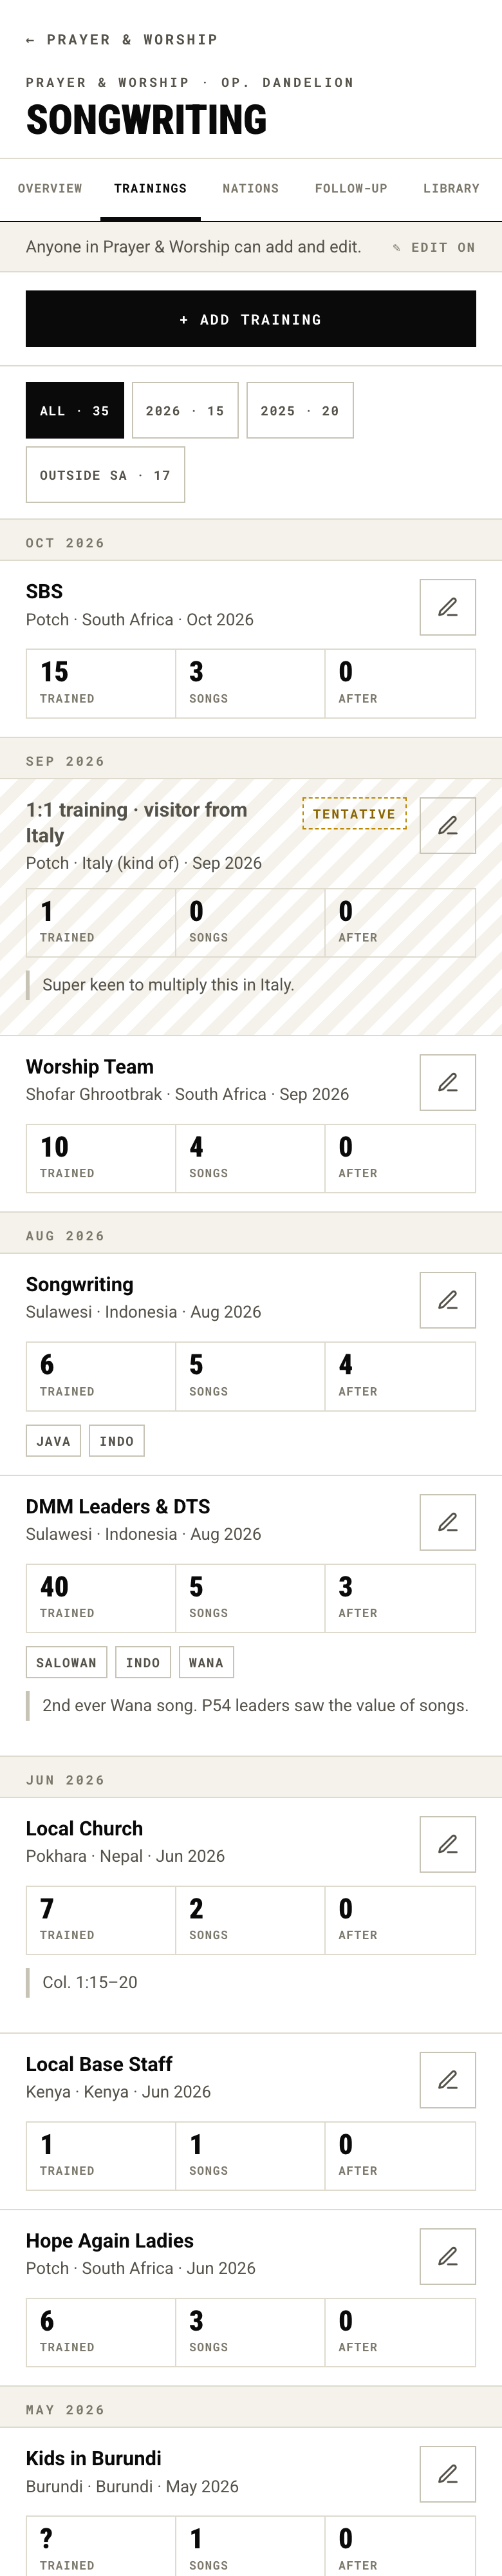 ← PRAYER & WORSHIP
PRAYER & WORSHIP · OP. DANDELION
SONGWRITING
OVERVIEW TRAININGS NATIONS FOLLOW-UP LIBRARY
Anyone in Prayer & Worship can add and edit. ✎ EDIT ON
+ ADD TRAINING
ALL · 35 2026 · 15 2025 · 20
OUTSIDE SA · 17
OCT 2026
SBS
Potch · South Africa · Oct 2026
15 3 0
TRAINED SONGS AFTER
SEP 2026
1:1 training · visitor from TENTATIVE
Italy
Potch · Italy (kind of) · Sep 2026
1 0 0
TRAINED SONGS AFTER
Super keen to multiply this in Italy.
Worship Team
Shofar Ghrootbrak · South Africa · Sep 2026
10 4 0
TRAINED SONGS AFTER
AUG 2026
Songwriting
Sulawesi · Indonesia · Aug 2026
6 5 4
TRAINED SONGS AFTER
JAVA INDO
DMM Leaders & DTS
Sulawesi · Indonesia · Aug 2026
40 5 3
TRAINED SONGS AFTER
SALOWAN INDO WANA
2nd ever Wana song. P54 leaders saw the value of songs.
JUN 2026
Local Church
Pokhara · Nepal · Jun 2026
7 2 0
TRAINED SONGS AFTER
Col. 1:15–20
Local Base Staff
Kenya · Kenya · Jun 2026
1 1 0
TRAINED SONGS AFTER
Hope Again Ladies
Potch · South Africa · Jun 2026
6 3 0
TRAINED SONGS AFTER
MAY 2026
Kids in Burundi
Burundi · Burundi · May 2026
? 1 0
TRAINED SONGS AFTER